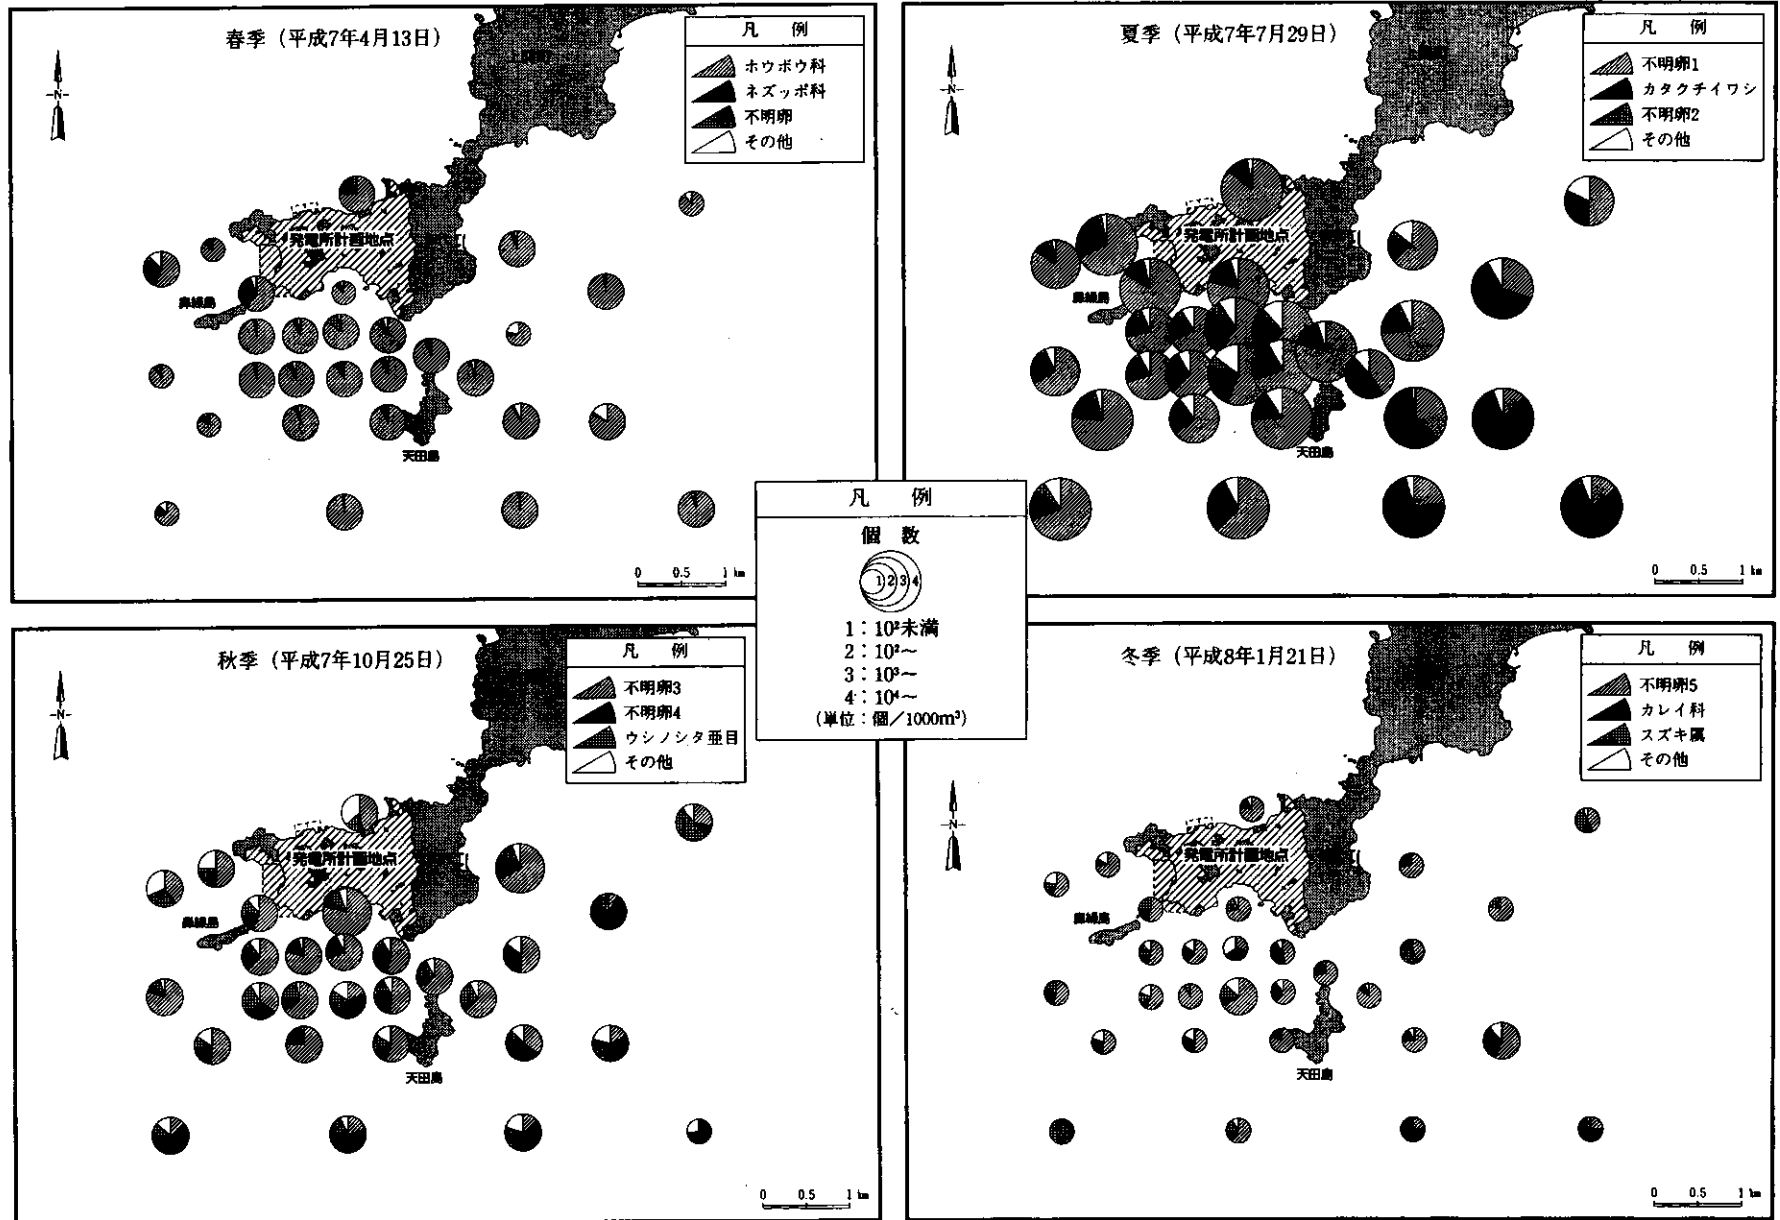 春季（平成7年4月13日）
凡　例
ホウボウ科
ネズッポ科
不明卵
その他
N
発電所計画地点
鼻繰島
天田島
0　0.5　1 km
夏季（平成7年7月29日）
凡　例
不明卵1
カタクチイワシ
不明卵2
その他
N
発電所計画地点
鼻繰島
天田島
0　0.5　1 km
凡　例
個　数
1 2 3 4
1：10²未満
2：10²～
3：10³～
4：10⁴～
（単位：個／1000m³）
秋季（平成7年10月25日）
凡　例
不明卵3
不明卵4
ウシノシタ亜目
その他
N
発電所計画地点
鼻繰島
天田島
0　0.5　1 km
冬季（平成8年1月21日）
凡　例
不明卵5
カレイ科
スズキ属
その他
N
発電所計画地点
鼻繰島
天田島
0　0.5　1 km